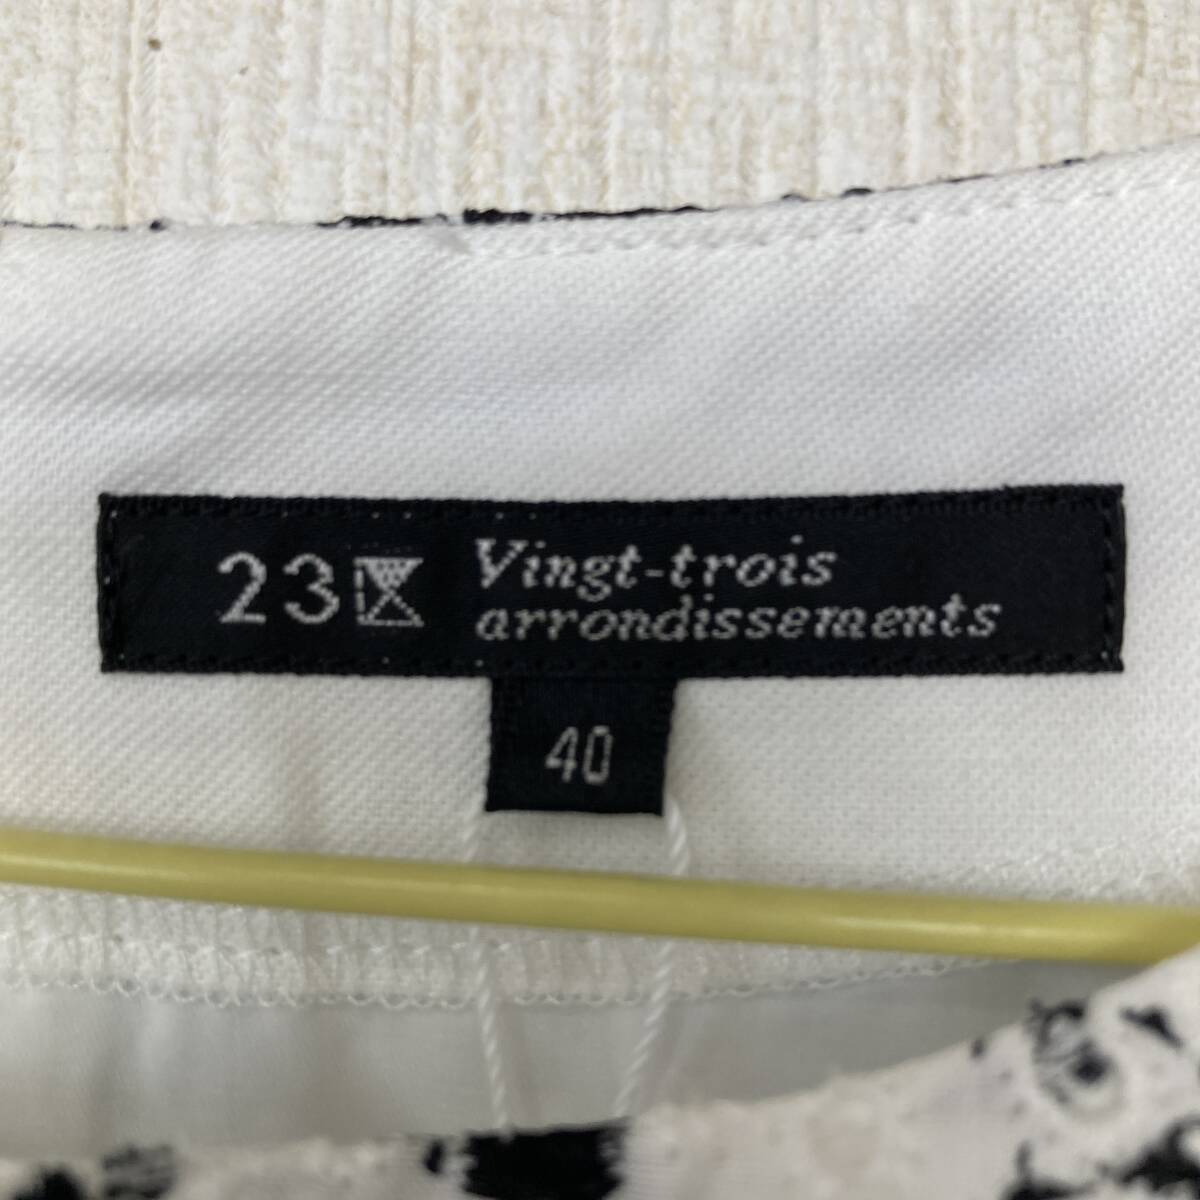 23区 Vingt-trois
arrondissements
40